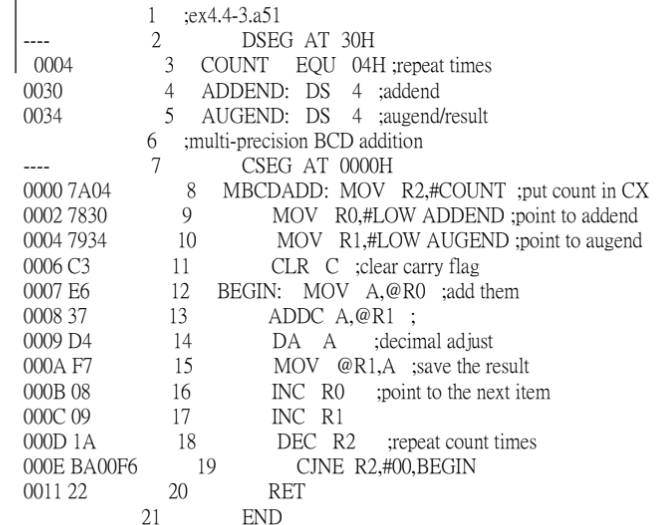 1 ;ex4.4-3.a51
---- 2 DSEG AT 30H
0004 3 COUNT EQU 04H ;repeat times
0030 4 ADDEND: DS 4 ;addend
0034 5 AUGEND: DS 4 ;augend/result
6 ;multi-precision BCD addition
---- 7 CSEG AT 0000H
0000 7A04 8 MBCDADD: MOV R2,#COUNT ;put count in CX
0002 7830 9 MOV R0,#LOW ADDEND ;point to addend
0004 7934 10 MOV R1,#LOW AUGEND ;point to augend
0006 C3 11 CLR C ;clear carry flag
0007 E6 12 BEGIN: MOV A,@R0 ;add them
0008 37 13 ADDC A,@R1 ;
0009 D4 14 DA A ;decimal adjust
000A F7 15 MOV @R1,A ;save the result
000B 08 16 INC R0 ;point to the next item
000C 09 17 INC R1
000D 1A 18 DEC R2 ;repeat count times
000E BA00F6 19 CJNE R2,#00,BEGIN
0011 22 20 RET
21 END